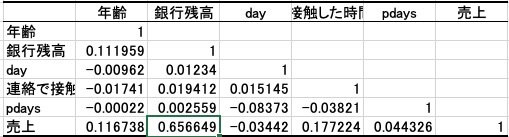 年齢 銀行残高 day 接触した時間 pdays 売上
年齢 1
銀行残高 0.111959 1
day -0.00962 0.01234 1
連絡で接触 -0.01741 0.019412 0.015145 1
pdays -0.00022 0.002559 -0.08373 -0.03821 1
売上 0.116738 0.656649 -0.03442 0.177224 0.044326 1